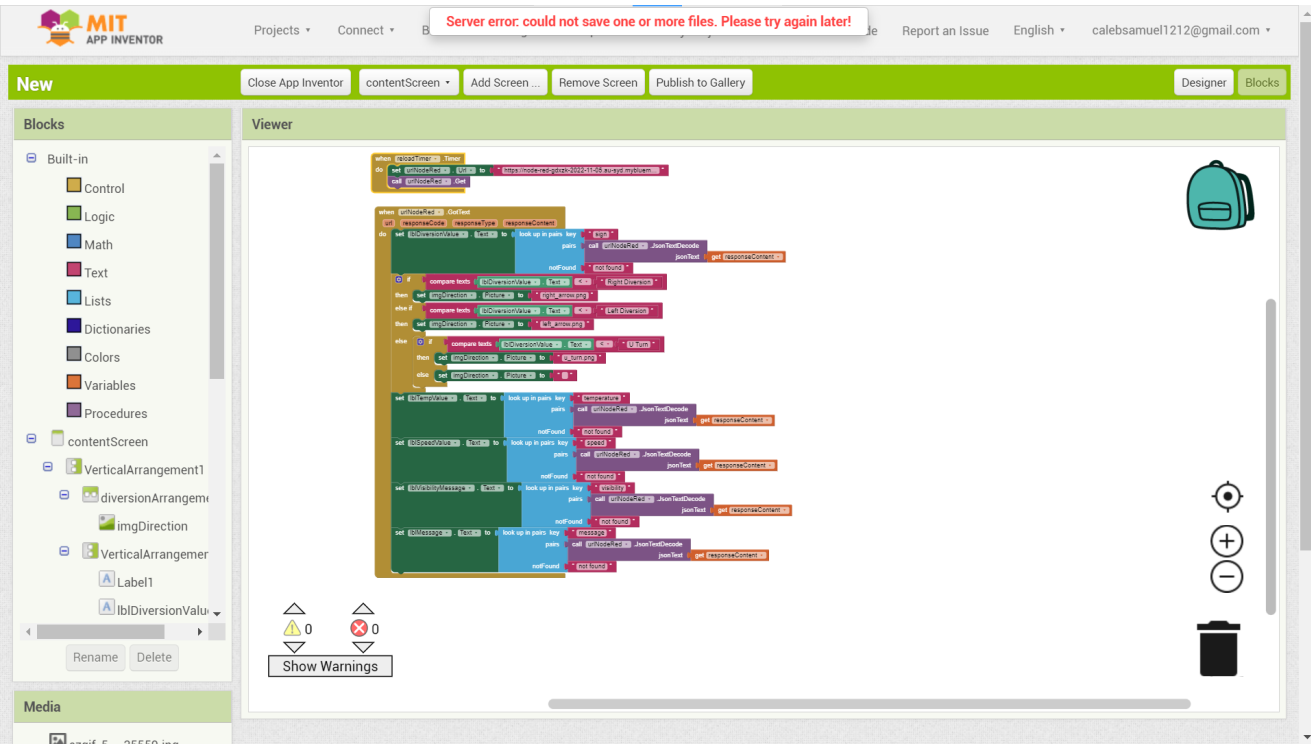 Server error: could not save one or more files. Please try again later!
MIT
APP INVENTOR
Projects
Connect
Report an Issue
English
calebsamuel1212@gmail.com
New
Close App Inventor
contentScreen
Add Screen ...
Remove Screen
Publish to Gallery
Designer
Blocks
Blocks
Built-in
Control
Logic
Math
Text
Lists
Dictionaries
Colors
Variables
Procedures
contentScreen
VerticalArrangement1
diversionArrangeme
imgDirection
VerticalArrangemer
Label1
lblDiversionValu
Rename
Delete
Media
Viewer
when reloadTimer .Timer
do set urlNodeRed . Url to "https://node-red-gdxzk-2022-11-05.au-syd.mybluem..."
call urlNodeRed .Get
when urlNodeRed .GotText
url responseCode responseType responseContent
do set lblDiversionValue . Text to look up in pairs key "sign"
pairs call urlNodeRed .JsonTextDecode
jsonText get responseContent
notFound "not found"
if compare texts lblDiversionValue . Text < "Right Diversion"
then set imgDirection . Picture to "right_arrow.png"
else if compare texts lblDiversionValue . Text < "Left Diversion"
then set imgDirection . Picture to "left_arrow.png"
else if compare texts lblDiversionValue . Text < "U Turn"
then set imgDirection . Picture to "u_turn.png"
else set imgDirection . Picture to " "
set lblTempValue . Text to look up in pairs key "temperature"
pairs call urlNodeRed .JsonTextDecode
jsonText get responseContent
notFound "not found"
set lblSpeedValue . Text to look up in pairs key "speed"
pairs call urlNodeRed .JsonTextDecode
jsonText get responseContent
notFound "not found"
set lblVisibilityMessage . Text to look up in pairs key "visibility"
pairs call urlNodeRed .JsonTextDecode
jsonText get responseContent
notFound "not found"
set lblMessage . Text to look up in pairs key "message"
pairs call urlNodeRed .JsonTextDecode
jsonText get responseContent
notFound "not found"
0
0
Show Warnings